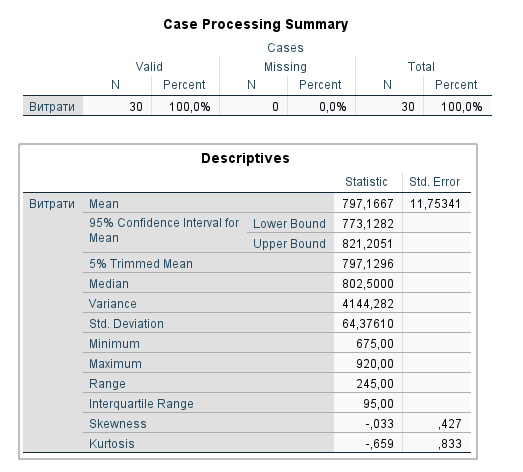 Case Processing Summary
Cases
Valid Missing Total
N Percent N Percent N Percent
Витрати 30 100,0% 0 0,0% 30 100,0%
Descriptives
Statistic Std. Error
Витрати Mean 797,1667 11,75341
95% Confidence Interval for Mean Lower Bound 773,1282
Upper Bound 821,2051
5% Trimmed Mean 797,1296
Median 802,5000
Variance 4144,282
Std. Deviation 64,37610
Minimum 675,00
Maximum 920,00
Range 245,00
Interquartile Range 95,00
Skewness -,033 ,427
Kurtosis -,659 ,833